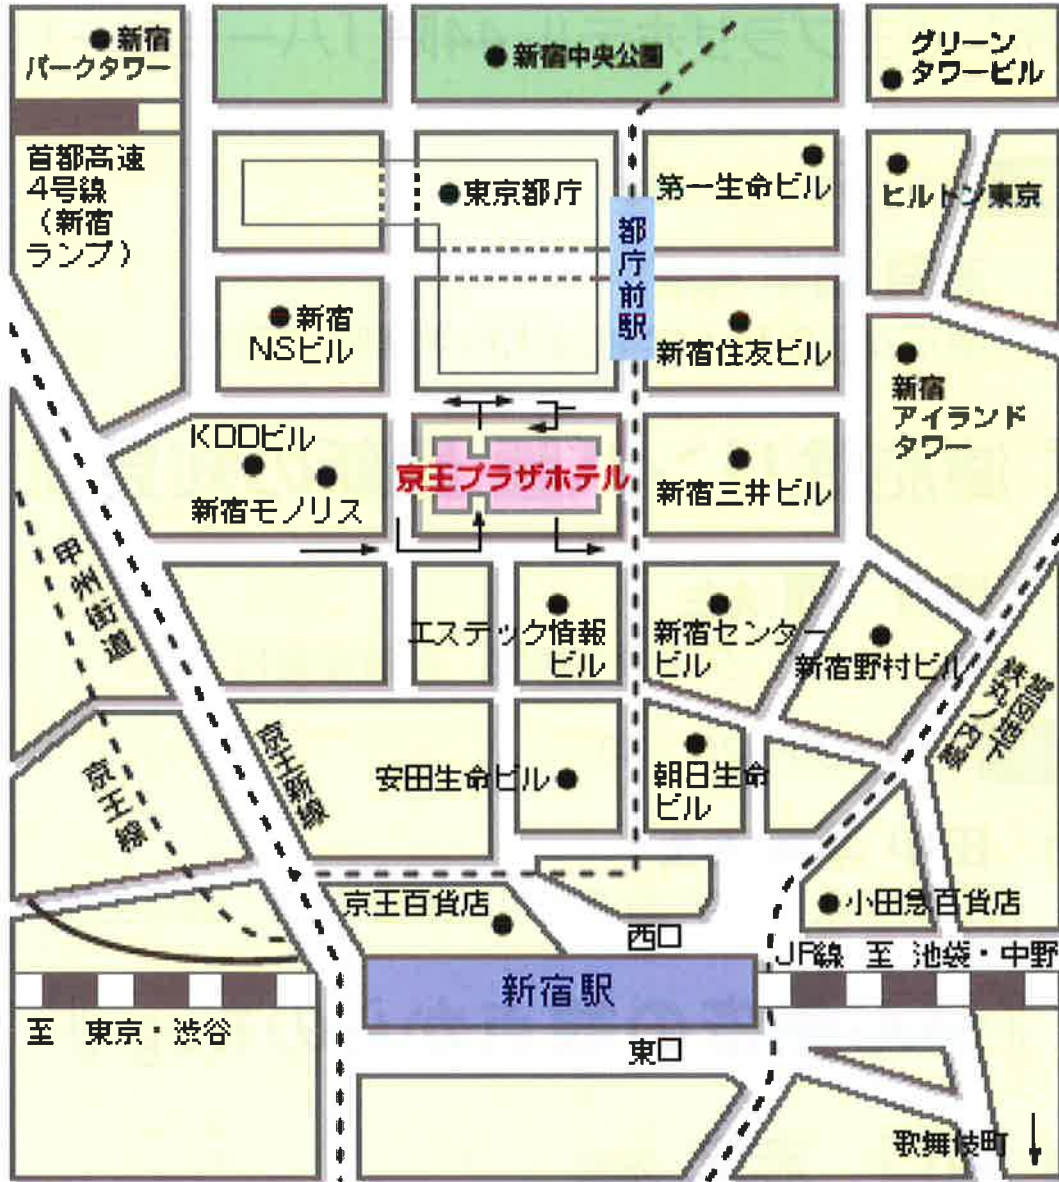 新宿
パークタワー
新宿中央公園
グリーン
タワービル
首都高速
4号線
(新宿
ランプ)
東京都庁
第一生命ビル
ヒルトン東京
都庁前駅
新宿
NSビル
新宿住友ビル
新宿
アイランド
タワー
KDDビル
新宿モノリス
京王プラザホテル
新宿三井ビル
甲州街道
エステック情報
ビル
新宿センター
ビル
新宿野村ビル
営団地下
鉄丸ノ内線
京王線
京王新線
安田生命ビル
朝日生命
ビル
京王百貨店
小田急百貨店
西口
JR線 至 池袋・中野
新宿駅
至 東京・渋谷
東口
歌舞伎町